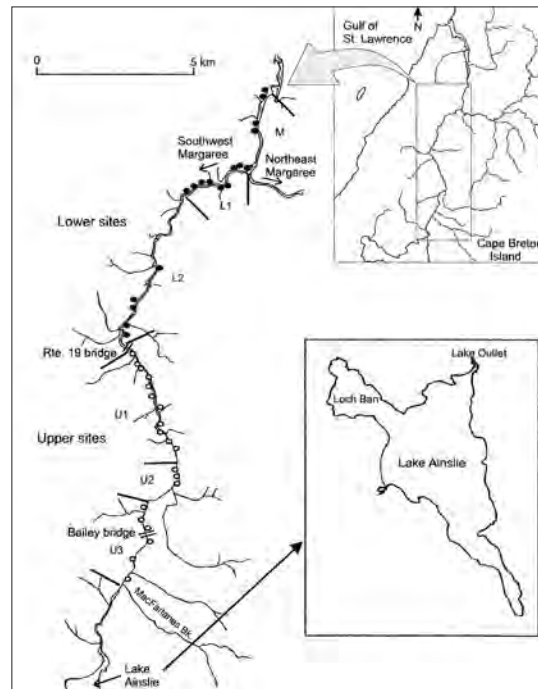 Gulf of
St. Lawrence
N
0
5 km
M
Southwest
Margaree
Northeast
Margaree
L1
Lower sites
Cape Breton
Island
L2
Rte. 19 bridge
Lake Outlet
Loch Ban
U1
Upper sites
Lake Ainslie
U2
Bailey bridge
U3
MacFarlanes Bk.
Lake
Ainslie